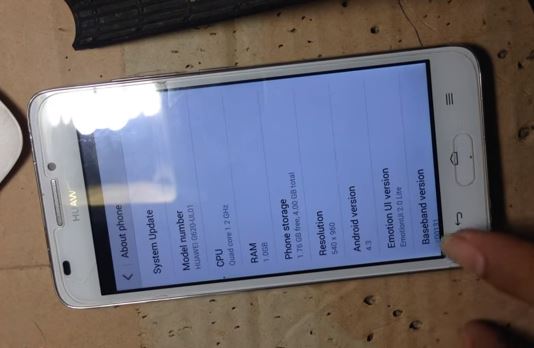 HUAWEI
About phone
System Update
Model number
HUAWEI G620-UL01
CPU
Quad core 1.2 GHz
RAM
1.0GB
Phone storage
1.76 GB free, 4.00 GB total
Resolution
540 x 960
Android version
4.3
Emotion UI version
EmotionUI 2.0 Lite
Baseband version